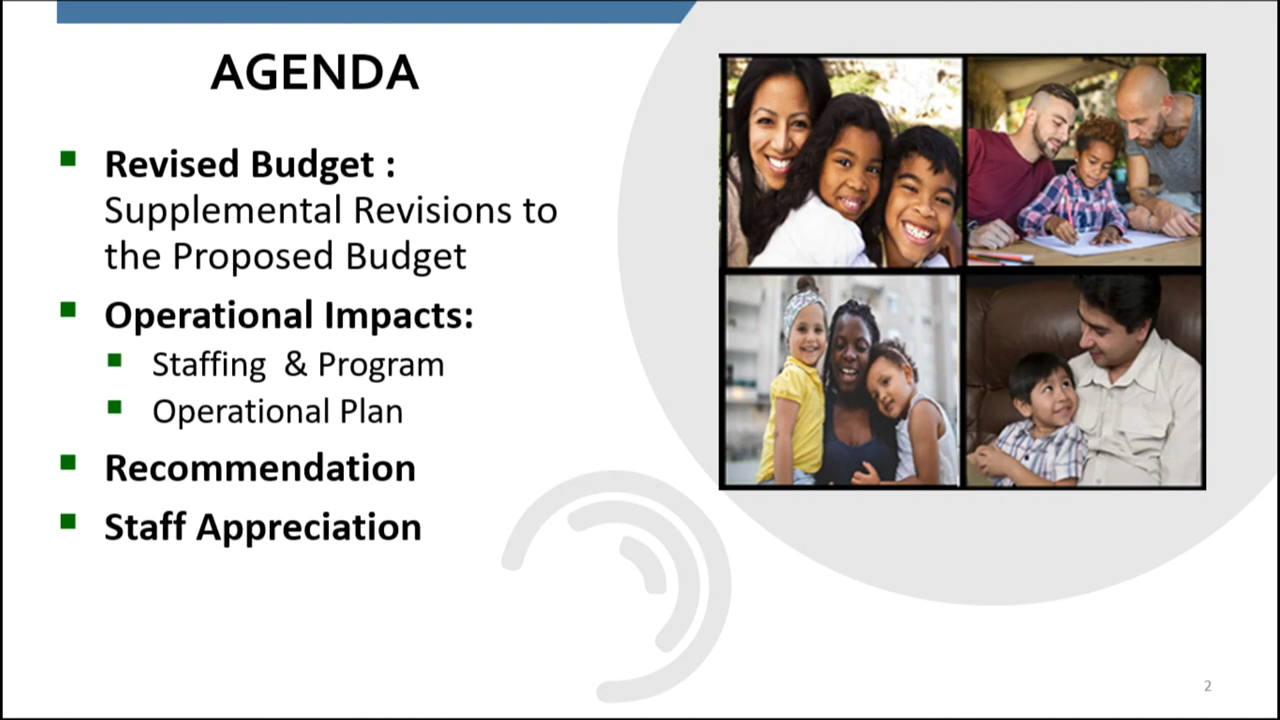 AGENDA
Revised Budget :
Supplemental Revisions to
the Proposed Budget
Operational Impacts:
Staffing  & Program
Operational Plan
Recommendation
Staff Appreciation
2